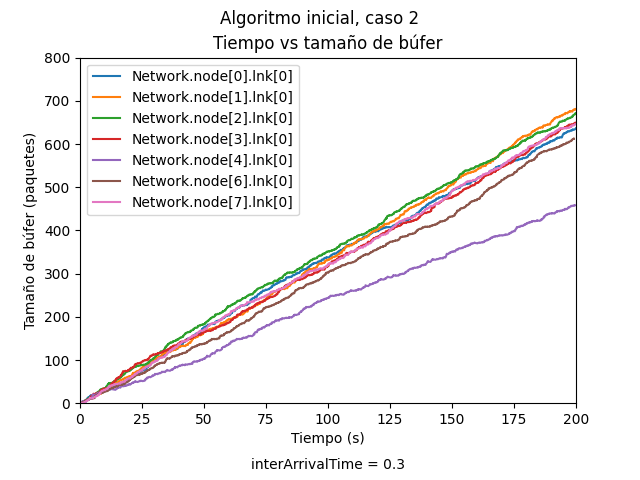 Algoritmo inicial, caso 2
Tiempo vs tamaño de búfer
800
700
600
500
400
300
200
100
0
Tamaño de búfer (paquetes)
Network.node[0].lnk[0]
Network.node[1].lnk[0]
Network.node[2].lnk[0]
Network.node[3].lnk[0]
Network.node[4].lnk[0]
Network.node[6].lnk[0]
Network.node[7].lnk[0]
0 25 50 75 100 125 150 175 200
Tiempo (s)
interArrivalTime = 0.3